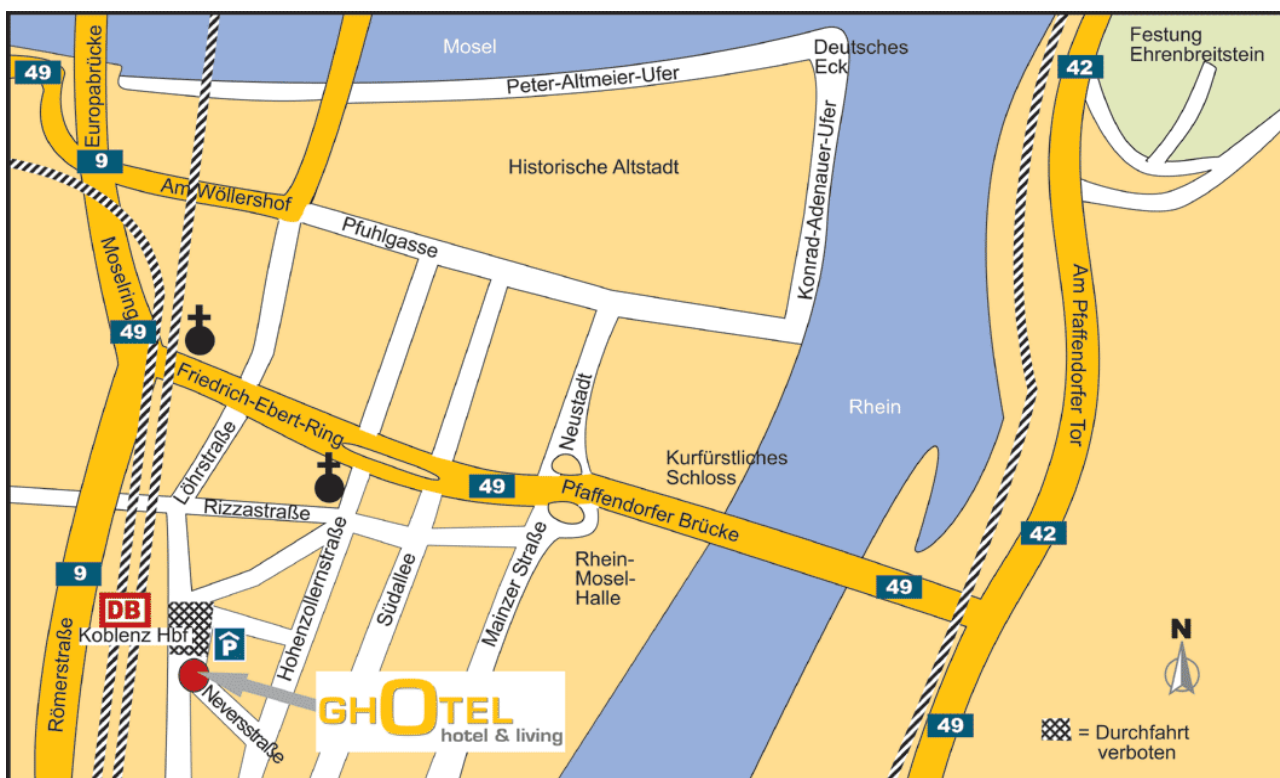 Mosel
Deutsches
Eck
Festung
Ehrenbreitstein
49
42
Europabrücke
Peter-Altmeier-Ufer
9
Am Wöllershof
Historische Altstadt
Konrad-Adenauer-Ufer
Pfuhlgasse
Moselring
49
Am Pfaffendorfer Tor
Friedrich-Ebert-Ring
Neustadt
Rhein
Löhrstraße
Kurfürstliches
Schloss
49
Rizzastraße
Pfaffendorfer Brücke
42
Hohenzollernstraße
Südallee
Mainzer Straße
Rhein-
Mosel-
Halle
49
9
DB
Koblenz Hbf
P
Römerstraße
Neversstraße
GHOTEL
hotel & living
N
49
= Durchfahrt
verboten